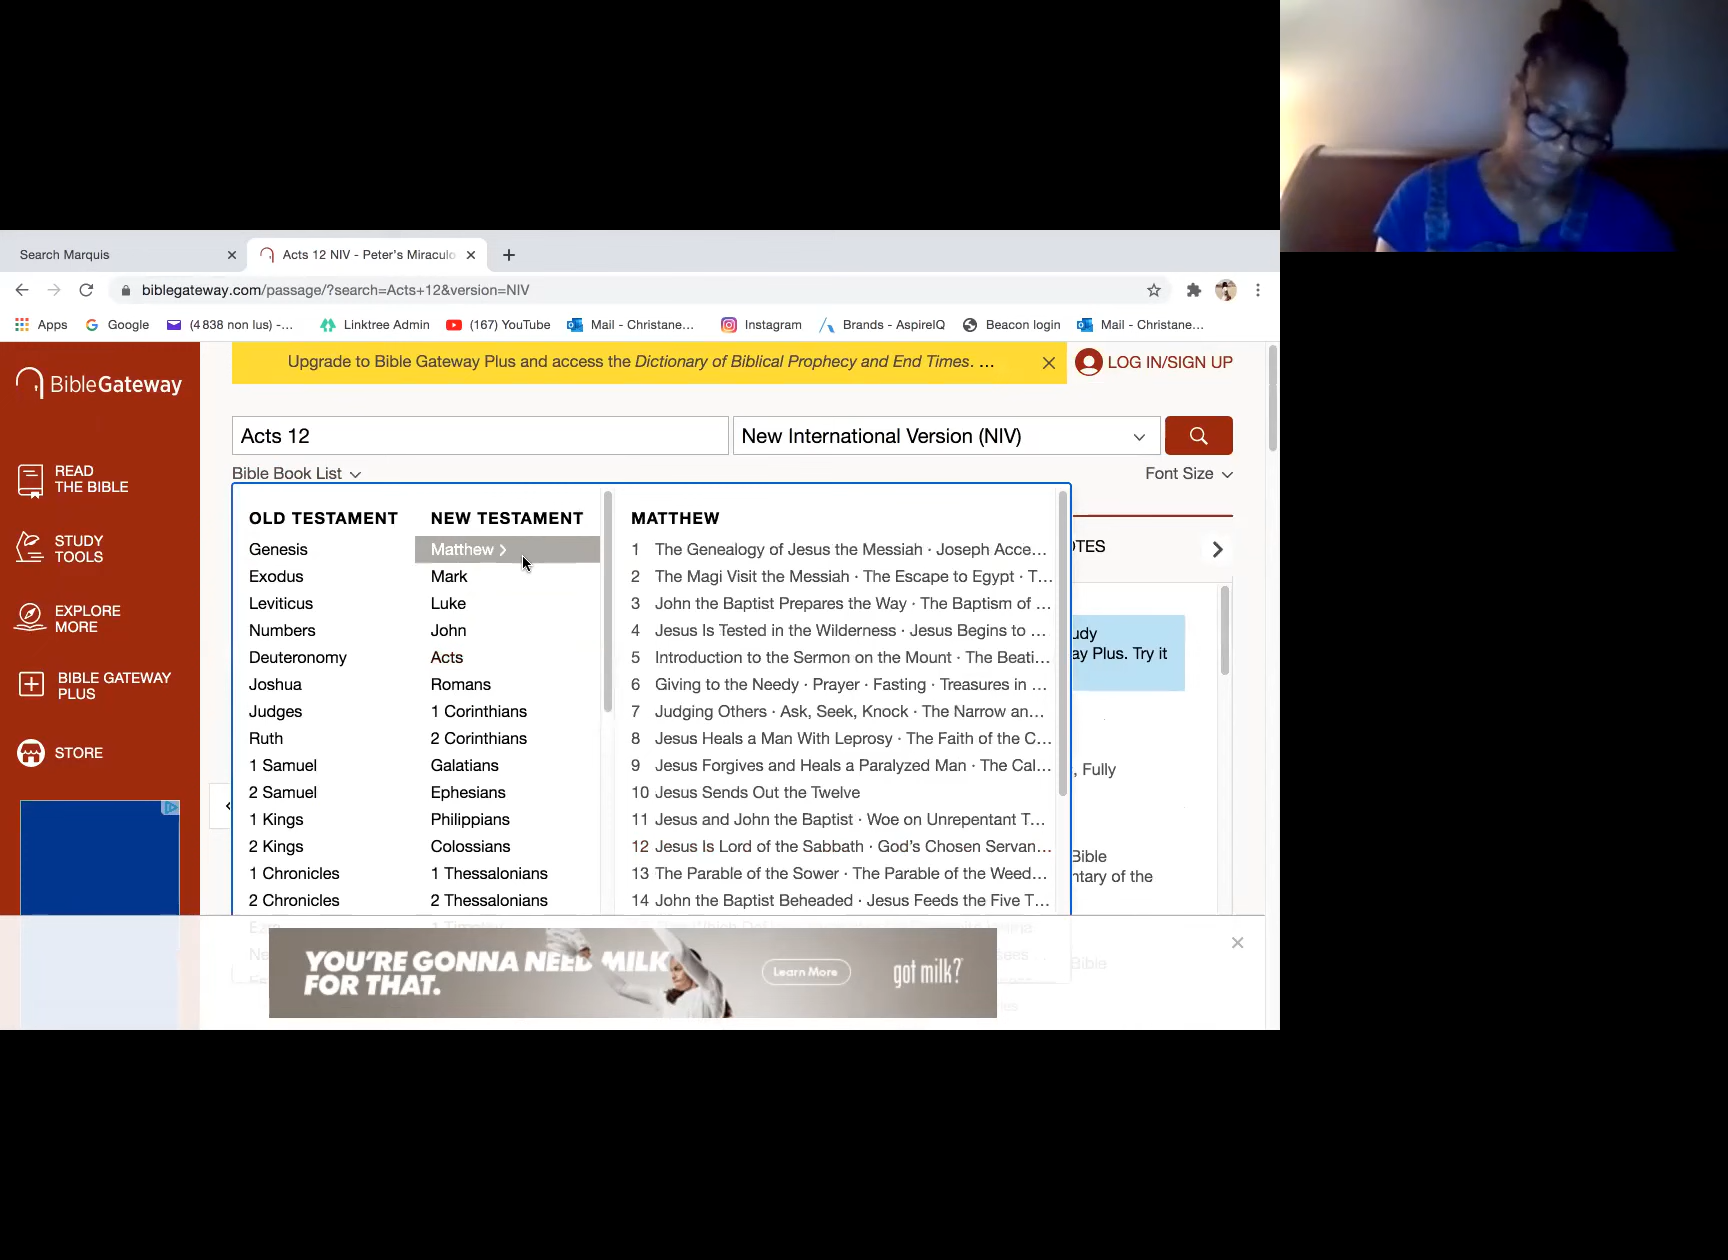 Search Marquis
Acts 12 NIV - Peter's Miraculo
biblegateway.com/passage/?search=Acts+12&version=NIV
Apps
Google
(4 838 non lus) -...
Linktree Admin
(167) YouTube
Mail - Christane...
Instagram
Brands - AspireIQ
Beacon login
Mail - Christane...
BibleGateway
READ
THE BIBLE
STUDY
TOOLS
EXPLORE
MORE
BIBLE GATEWAY
PLUS
STORE
Upgrade to Bible Gateway Plus and access the Dictionary of Biblical Prophecy and End Times. ...
LOG IN/SIGN UP
Acts 12
New International Version (NIV)
Bible Book List
Font Size
OLD TESTAMENT
Genesis
Exodus
Leviticus
Numbers
Deuteronomy
Joshua
Judges
Ruth
1 Samuel
2 Samuel
1 Kings
2 Kings
1 Chronicles
2 Chronicles
NEW TESTAMENT
Matthew >
Mark
Luke
John
Acts
Romans
1 Corinthians
2 Corinthians
Galatians
Ephesians
Philippians
Colossians
1 Thessalonians
2 Thessalonians
MATTHEW
1 The Genealogy of Jesus the Messiah · Joseph Acce...
2 The Magi Visit the Messiah · The Escape to Egypt · T...
3 John the Baptist Prepares the Way · The Baptism of ...
4 Jesus Is Tested in the Wilderness · Jesus Begins to ...
5 Introduction to the Sermon on the Mount · The Beati...
6 Giving to the Needy · Prayer · Fasting · Treasures in ...
7 Judging Others · Ask, Seek, Knock · The Narrow an...
8 Jesus Heals a Man With Leprosy · The Faith of the C...
9 Jesus Forgives and Heals a Paralyzed Man · The Cal...
10 Jesus Sends Out the Twelve
11 Jesus and John the Baptist · Woe on Unrepentant T...
12 Jesus Is Lord of the Sabbath · God's Chosen Servan...
13 The Parable of the Sower · The Parable of the Weed...
14 John the Baptist Beheaded · Jesus Feeds the Five T...
OTES
udy
ay Plus. Try it
, Fully
Bible
ntary of the
Bible
YOU'RE GONNA NEED MILK
FOR THAT.
Learn More
got milk?